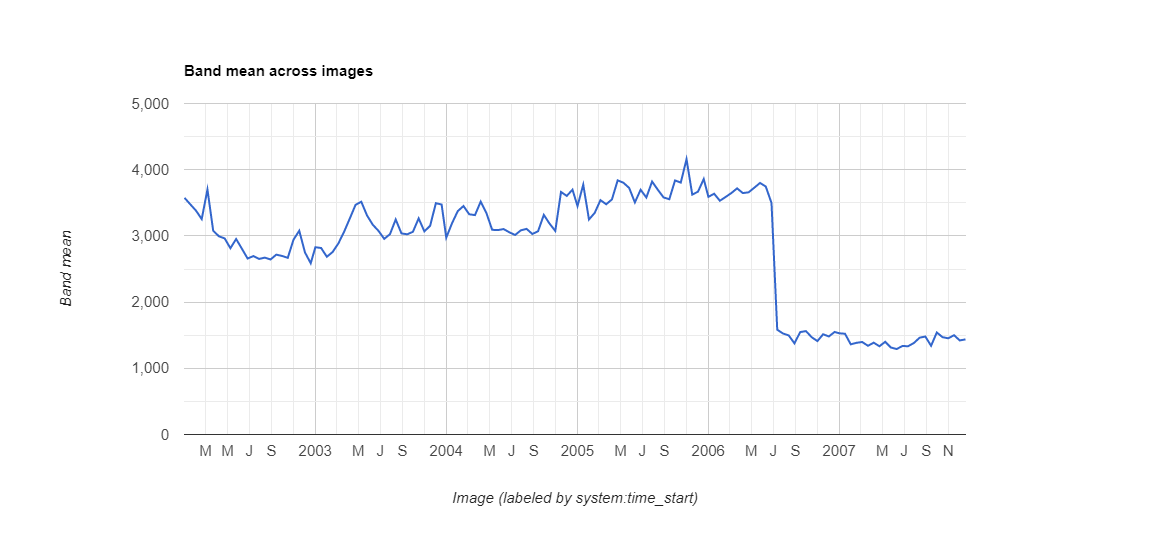 Band mean across images
5,000
4,000
3,000
2,000
1,000
0
Band mean
M M J S 2003 M J S 2004 M J S 2005 M J S 2006 M J S 2007 M J S N
Image (labeled by system:time_start)